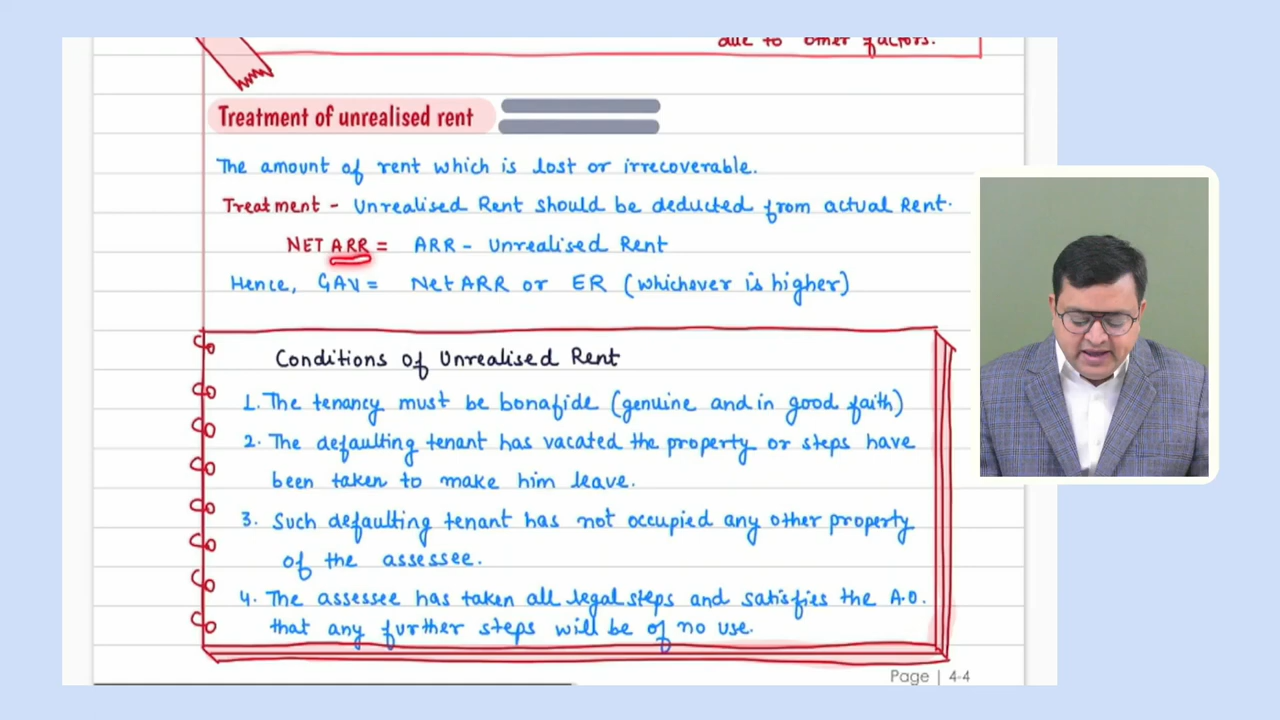 due to other factors.
Treatment of unrealised rent
The amount of rent which is lost or irrecoverable.
Treatment - Unrealised Rent should be deducted from actual Rent.
NET ARR = ARR - Unrealised Rent
Hence, GAV = Net ARR or ER (whichever is higher)
Conditions of Unrealised Rent
1. The tenancy must be bonafide (genuine and in good faith)
2. The defaulting tenant has vacated the property or steps have
been taken to make him leave.
3. Such defaulting tenant has not occupied any other property
of the assessee.
4. The assessee has taken all legal steps and satisfies the A.O.
that any further steps will be of no use.
Page | 4-4